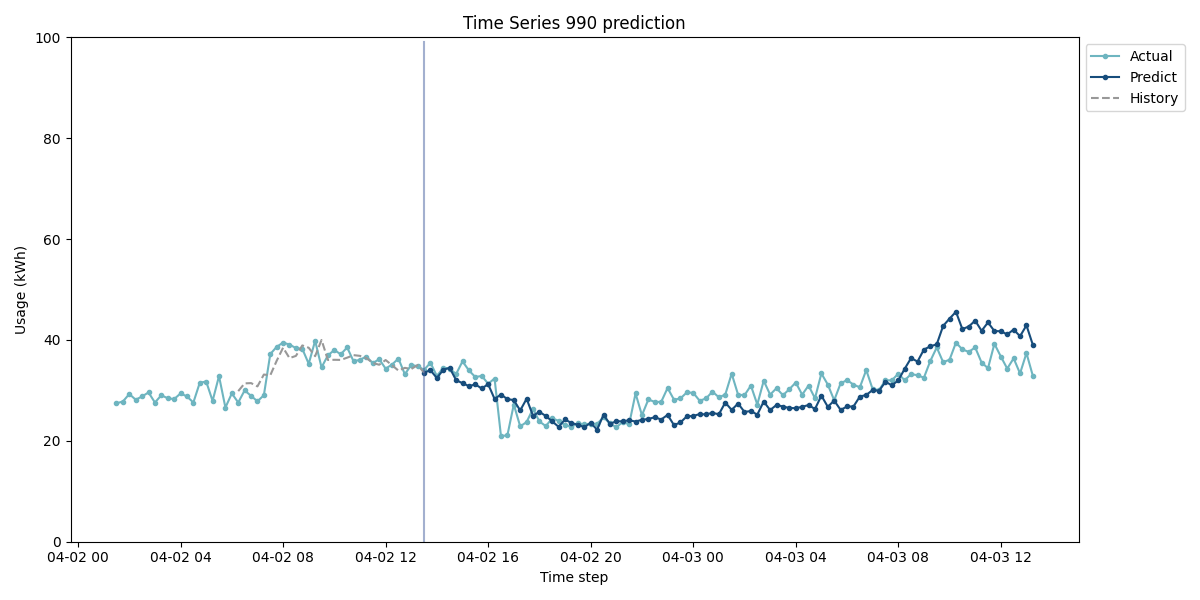 Time Series 990 prediction
100
80
60
40
20
0
Usage (kWh)
04-02 00 04-02 04 04-02 08 04-02 12 04-02 16 04-02 20 04-03 00 04-03 04 04-03 08 04-03 12
Time step
Actual
Predict
History